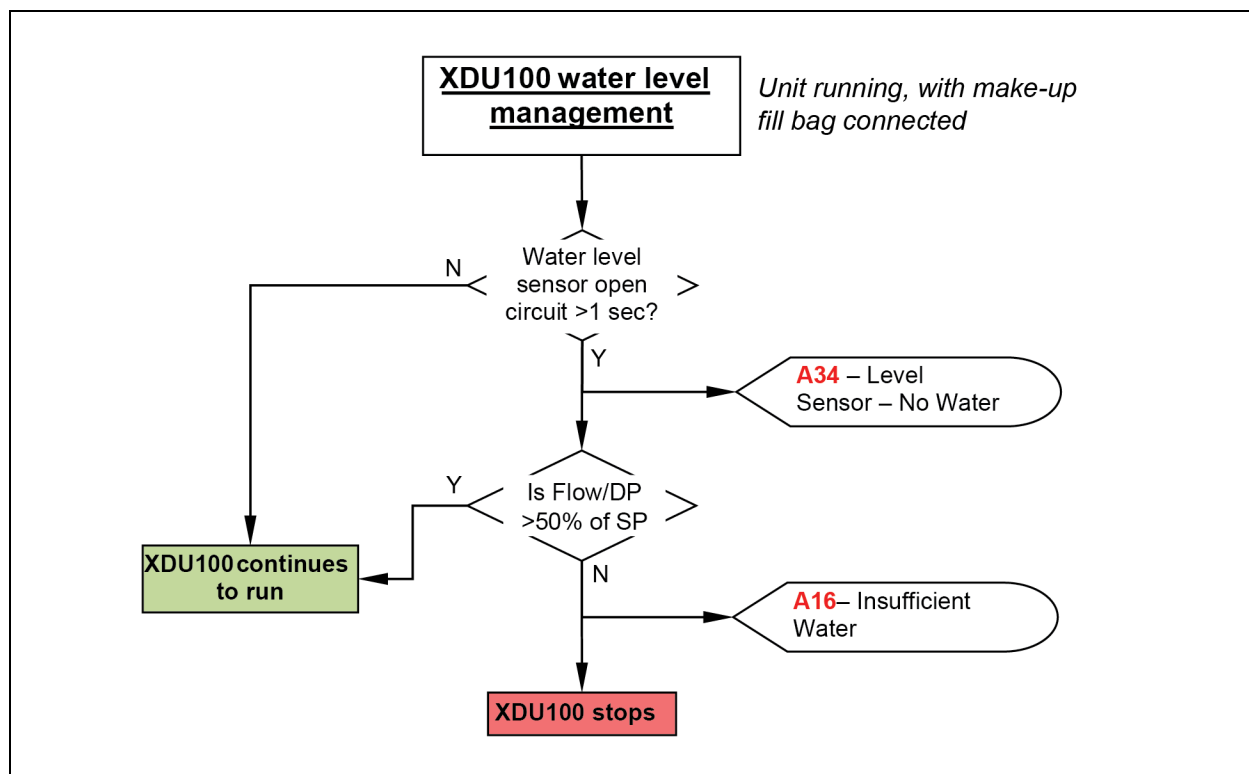 XDU100 water level
management
Unit running, with make-up
fill bag connected
Water level
sensor open
circuit >1 sec?
N
Y
A34 – Level
Sensor – No Water
Is Flow/DP
>50% of SP
Y
N
XDU100 continues
to run
A16– Insufficient
Water
XDU100 stops